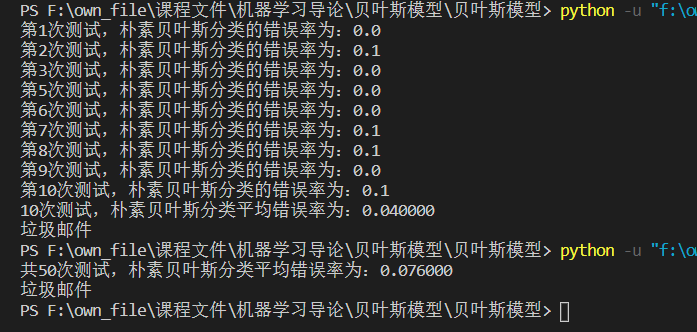 PS F:\own_file\课程文件\机器学习导论\贝叶斯模型\贝叶斯模型> python -u "f:\o
第1次测试，朴素贝叶斯分类的错误率为：0.0
第2次测试，朴素贝叶斯分类的错误率为：0.1
第3次测试，朴素贝叶斯分类的错误率为：0.0
第5次测试，朴素贝叶斯分类的错误率为：0.0
第6次测试，朴素贝叶斯分类的错误率为：0.0
第7次测试，朴素贝叶斯分类的错误率为：0.1
第8次测试，朴素贝叶斯分类的错误率为：0.1
第9次测试，朴素贝叶斯分类的错误率为：0.0
第10次测试，朴素贝叶斯分类的错误率为：0.1
10次测试，朴素贝叶斯分类平均错误率为：0.040000
垃圾邮件
PS F:\own_file\课程文件\机器学习导论\贝叶斯模型\贝叶斯模型> python -u "f:\o
共50次测试，朴素贝叶斯分类平均错误率为：0.076000
垃圾邮件
PS F:\own_file\课程文件\机器学习导论\贝叶斯模型\贝叶斯模型>